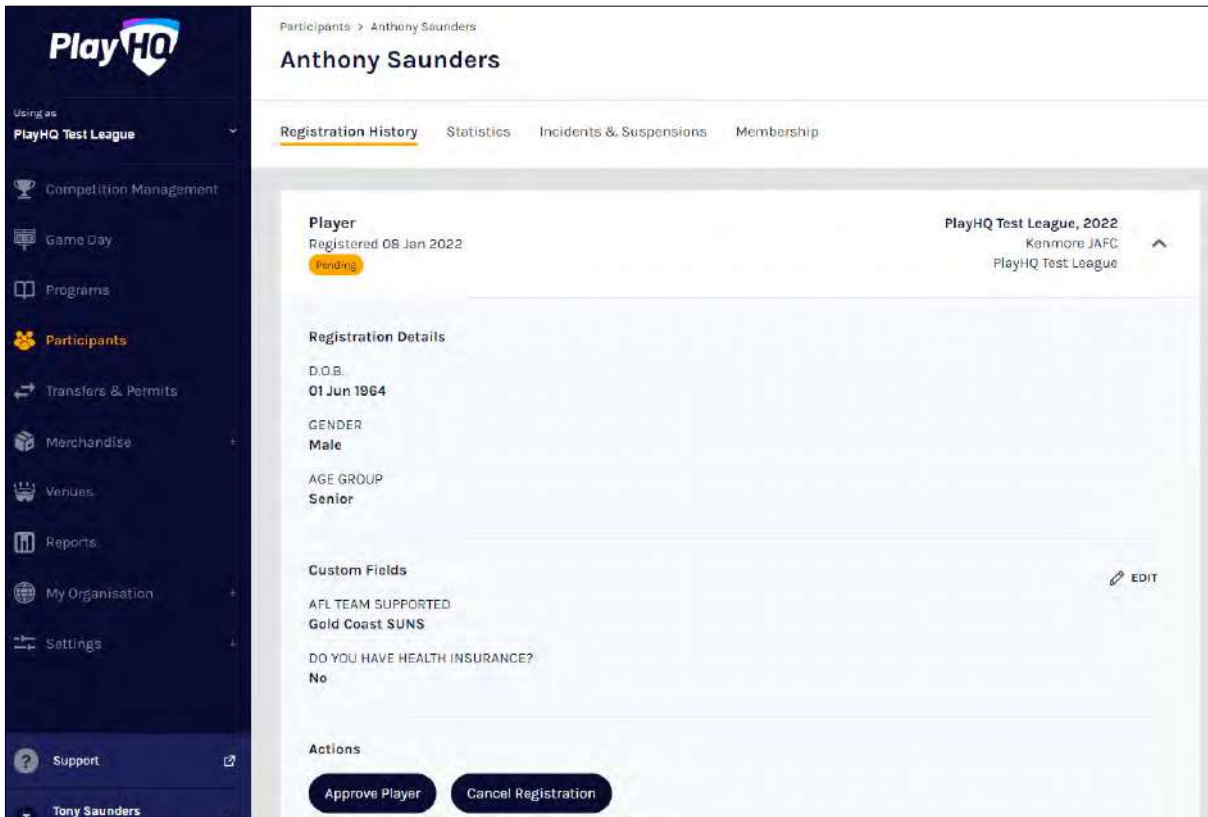 PlayHQ
Using as
PlayHQ Test League
Competition Management
Game Day
Programs
Participants
Transfers & Permits
Merchandise
Venues
Reports
My Organisation
Settings
Support
Tony Saunders
Participants > Anthony Saunders
Anthony Saunders
Registration History Statistics Incidents & Suspensions Membership
Player
Registered 08 Jan 2022
Pending
PlayHQ Test League, 2022
Kenmore JAFC
PlayHQ Test League
Registration Details
D.O.B.
01 Jun 1964
GENDER
Male
AGE GROUP
Senior
Custom Fields
EDIT
AFL TEAM SUPPORTED
Gold Coast SUNS
DO YOU HAVE HEALTH INSURANCE?
No
Actions
Approve Player Cancel Registration